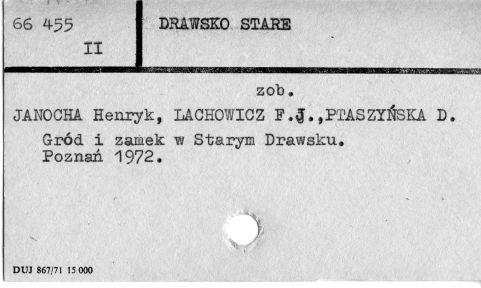 66 455
II
DRAWSKO STARE
zob.
JANOCHA Henryk, LACHOWICZ F.J.,PTASZYŃSKA D.
Gród i zamek w Starym Drawsku.
Poznań 1972.
DUJ 867/71 15 000